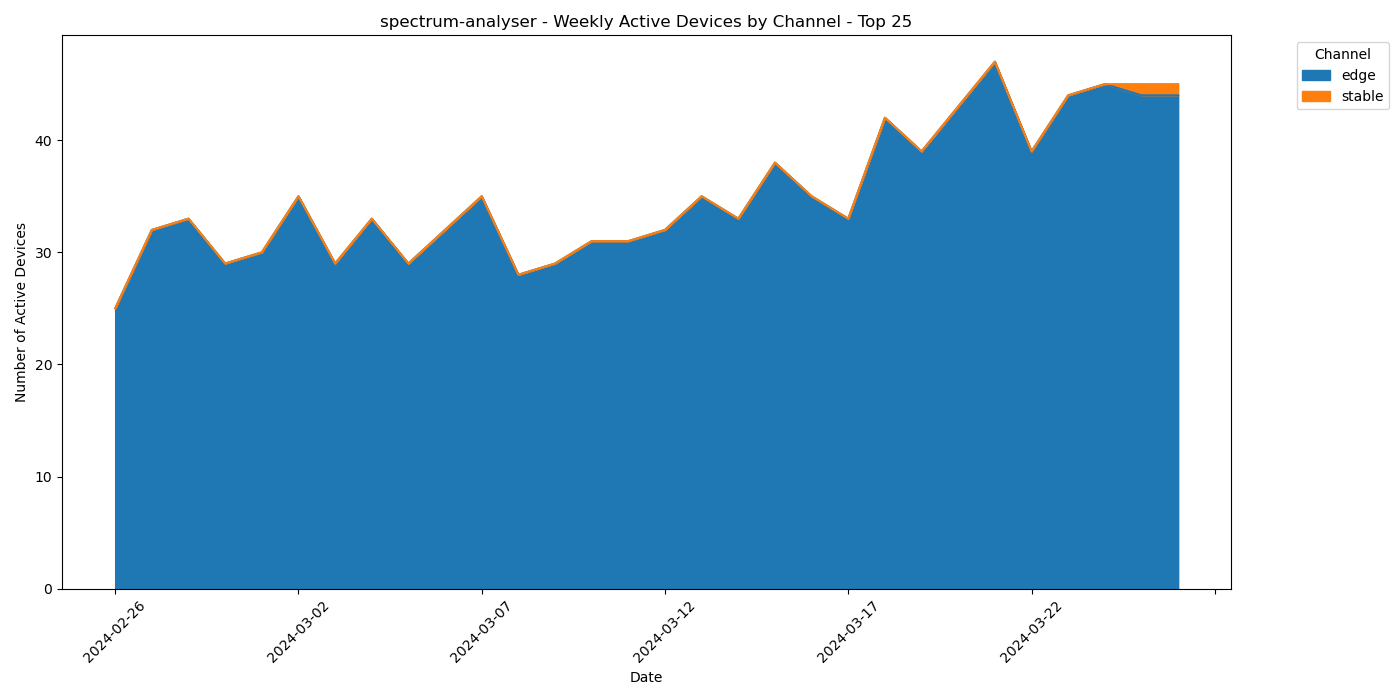 spectrum-analyser - Weekly Active Devices by Channel - Top 25
Channel
edge
stable
Number of Active Devices
40
30
20
10
0
2024-02-26
2024-03-02
2024-03-07
2024-03-12
2024-03-17
2024-03-22
Date